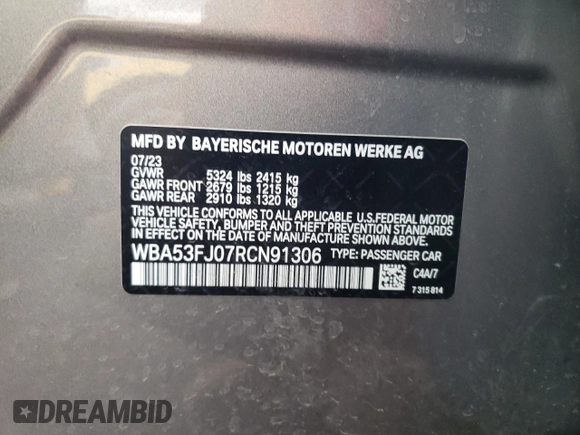 MFD BY BAYERISCHE MOTOREN WERKE AG
07/23
GVWR 5324 lbs 2415 kg
GAWR FRONT 2679 lbs 1215 kg
GAWR REAR 2910 lbs 1320 kg
THIS VEHICLE CONFORMS TO ALL APPLICABLE U.S.FEDERAL MOTOR
VEHICLE SAFETY, BUMPER, AND THEFT PREVENTION STANDARDS
IN EFFECT ON THE DATE OF MANUFACTURE SHOWN ABOVE.
WBA53FJ07RCN91306 TYPE: PASSENGER CAR
C4A/7
7 315 814
DREAMBID